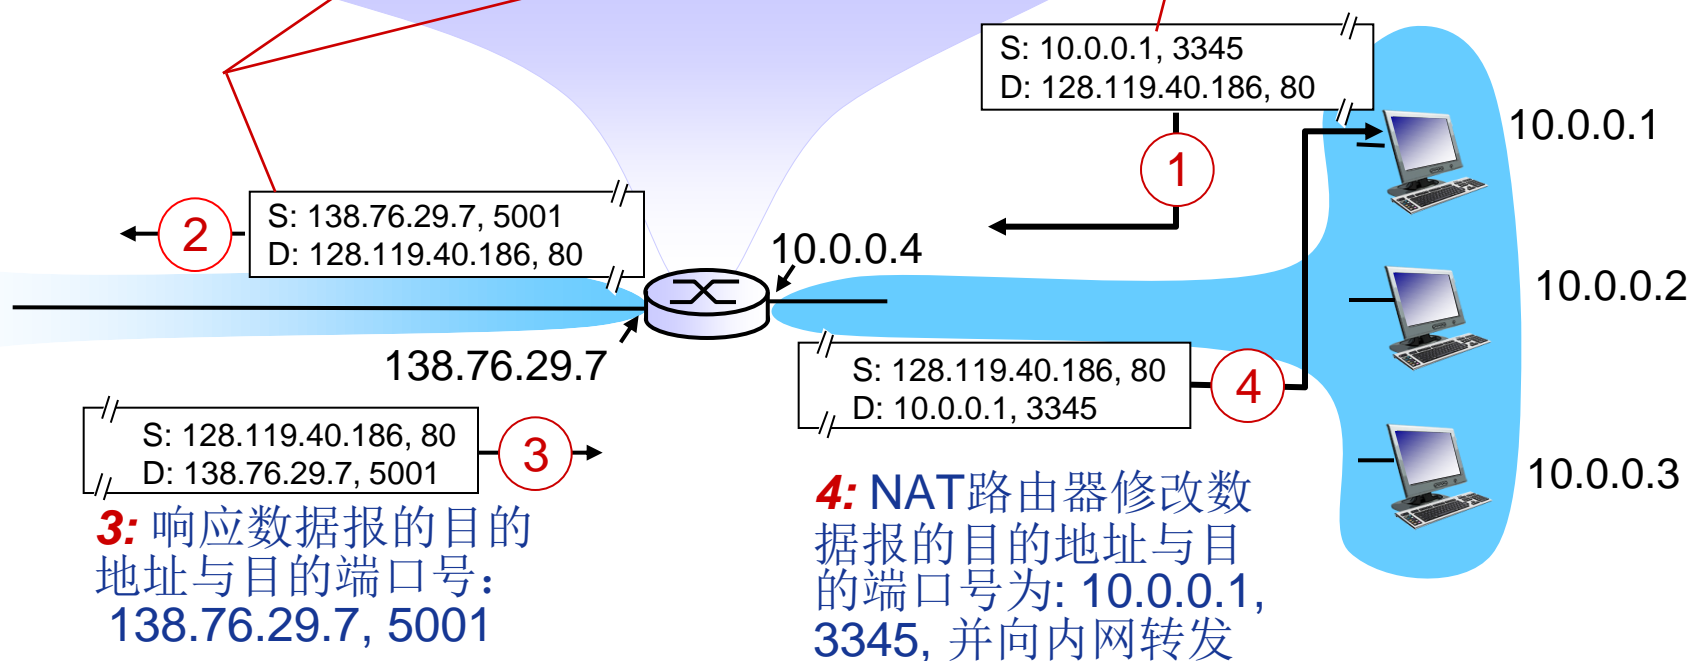 S: 10.0.0.1, 3345
D: 128.119.40.186, 80
10.0.0.1
1
2
S: 138.76.29.7, 5001
D: 128.119.40.186, 80
10.0.0.4
10.0.0.2
138.76.29.7
S: 128.119.40.186, 80
D: 10.0.0.1, 3345
4
S: 128.119.40.186, 80
D: 138.76.29.7, 5001
3
10.0.0.3
3: 响应数据报的目的
地址与目的端口号：
138.76.29.7, 5001
4: NAT路由器修改数
据报的目的地址与目
的端口号为: 10.0.0.1,
3345, 并向内网转发